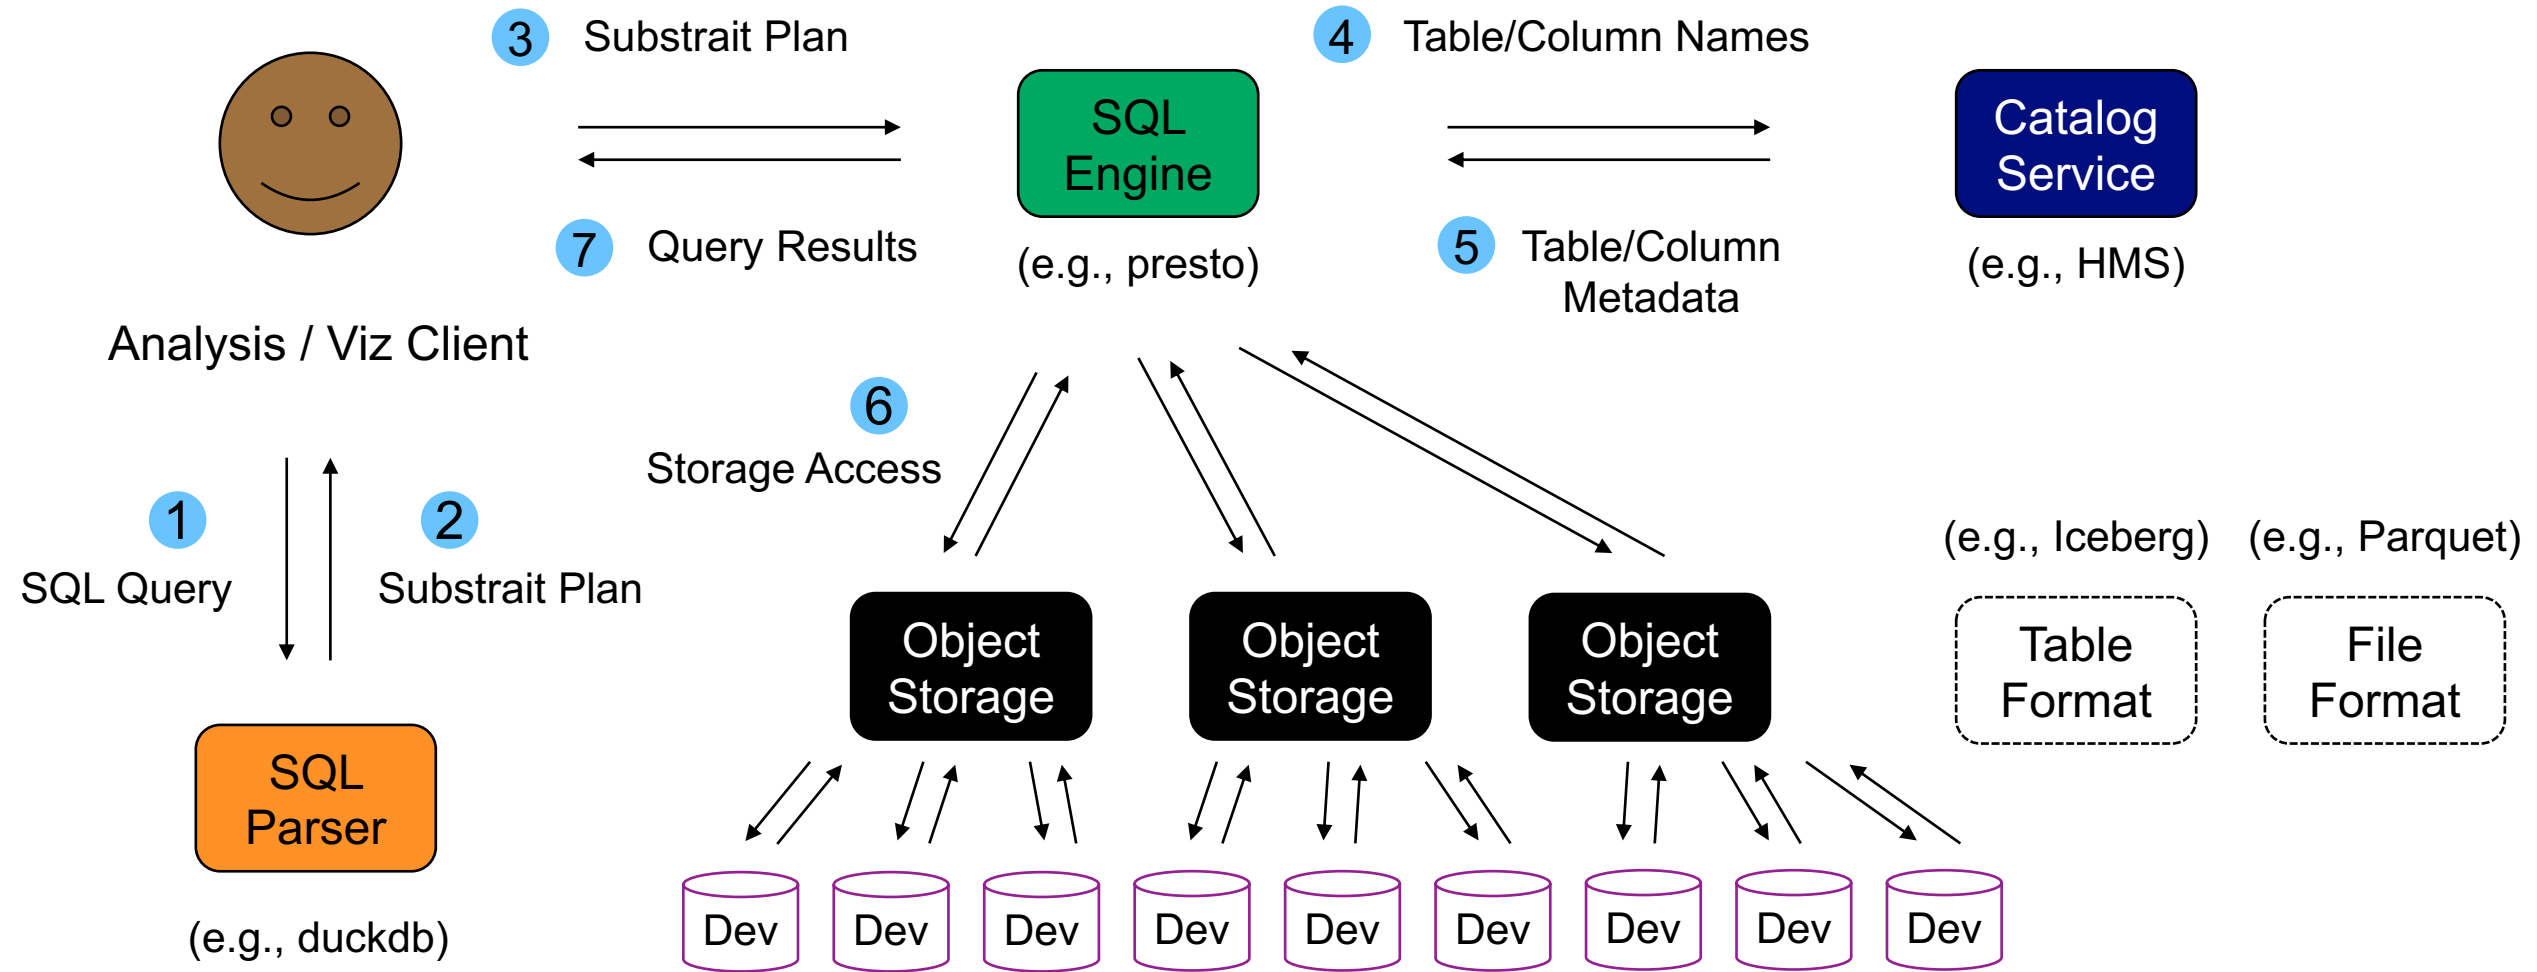 3 Substrait Plan
4 Table/Column Names
SQL
Engine
Catalog
Service
7 Query Results
(e.g., presto)
5 Table/Column
Metadata
(e.g., HMS)
Analysis / Viz Client
6
Storage Access
1
SQL Query
2
Substrait Plan
(e.g., Iceberg)
(e.g., Parquet)
Object
Storage
Object
Storage
Object
Storage
Table
Format
File
Format
SQL
Parser
(e.g., duckdb)
Dev
Dev
Dev
Dev
Dev
Dev
Dev
Dev
Dev